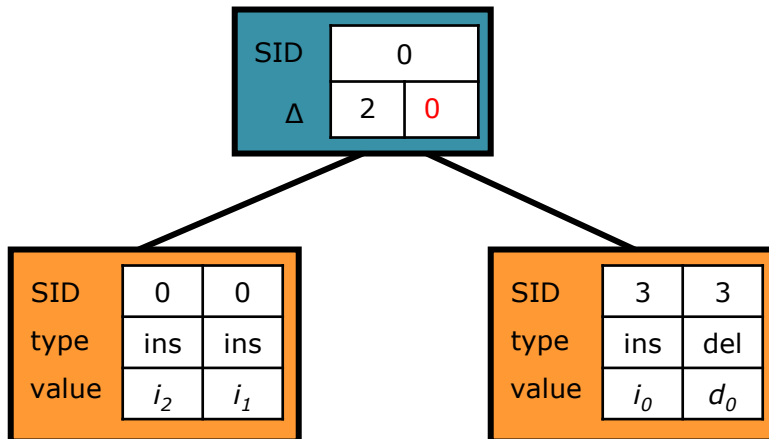 SID 0
Δ 2 0
SID 0 0
type ins ins
value i₂ i₁
SID 3 3
type ins del
value i₀ d₀